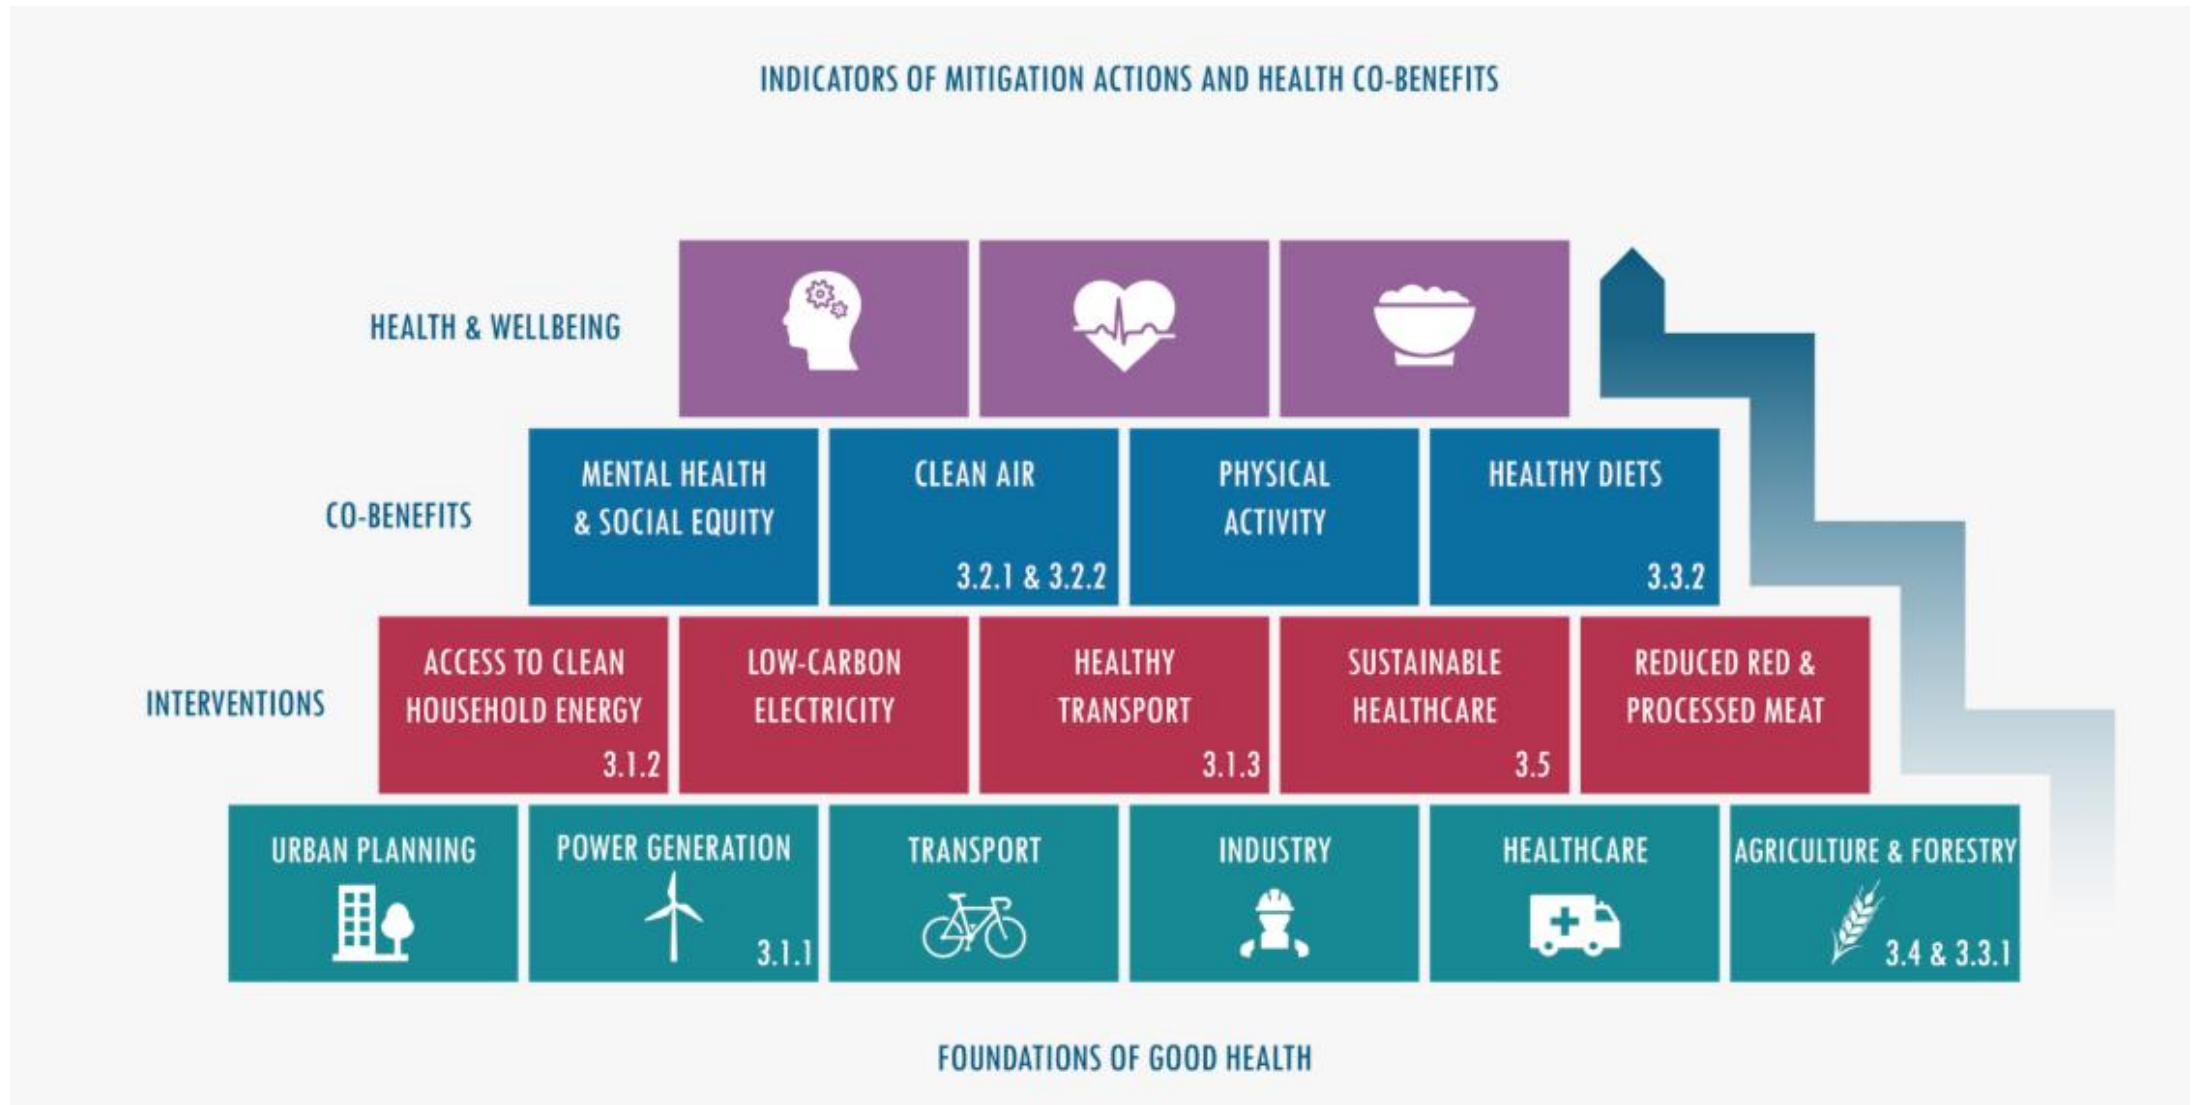 INDICATORS OF MITIGATION ACTIONS AND HEALTH CO-BENEFITS
HEALTH & WELLBEING
CO-BENEFITS
MENTAL HEALTH
& SOCIAL EQUITY
CLEAN AIR
3.2.1 & 3.2.2
PHYSICAL
ACTIVITY
HEALTHY DIETS
3.3.2
INTERVENTIONS
ACCESS TO CLEAN
HOUSEHOLD ENERGY
3.1.2
LOW-CARBON
ELECTRICITY
HEALTHY
TRANSPORT
3.1.3
SUSTAINABLE
HEALTHCARE
3.5
REDUCED RED &
PROCESSED MEAT
URBAN PLANNING
POWER GENERATION
3.1.1
TRANSPORT
INDUSTRY
HEALTHCARE
AGRICULTURE & FORESTRY
3.4 & 3.3.1
FOUNDATIONS OF GOOD HEALTH